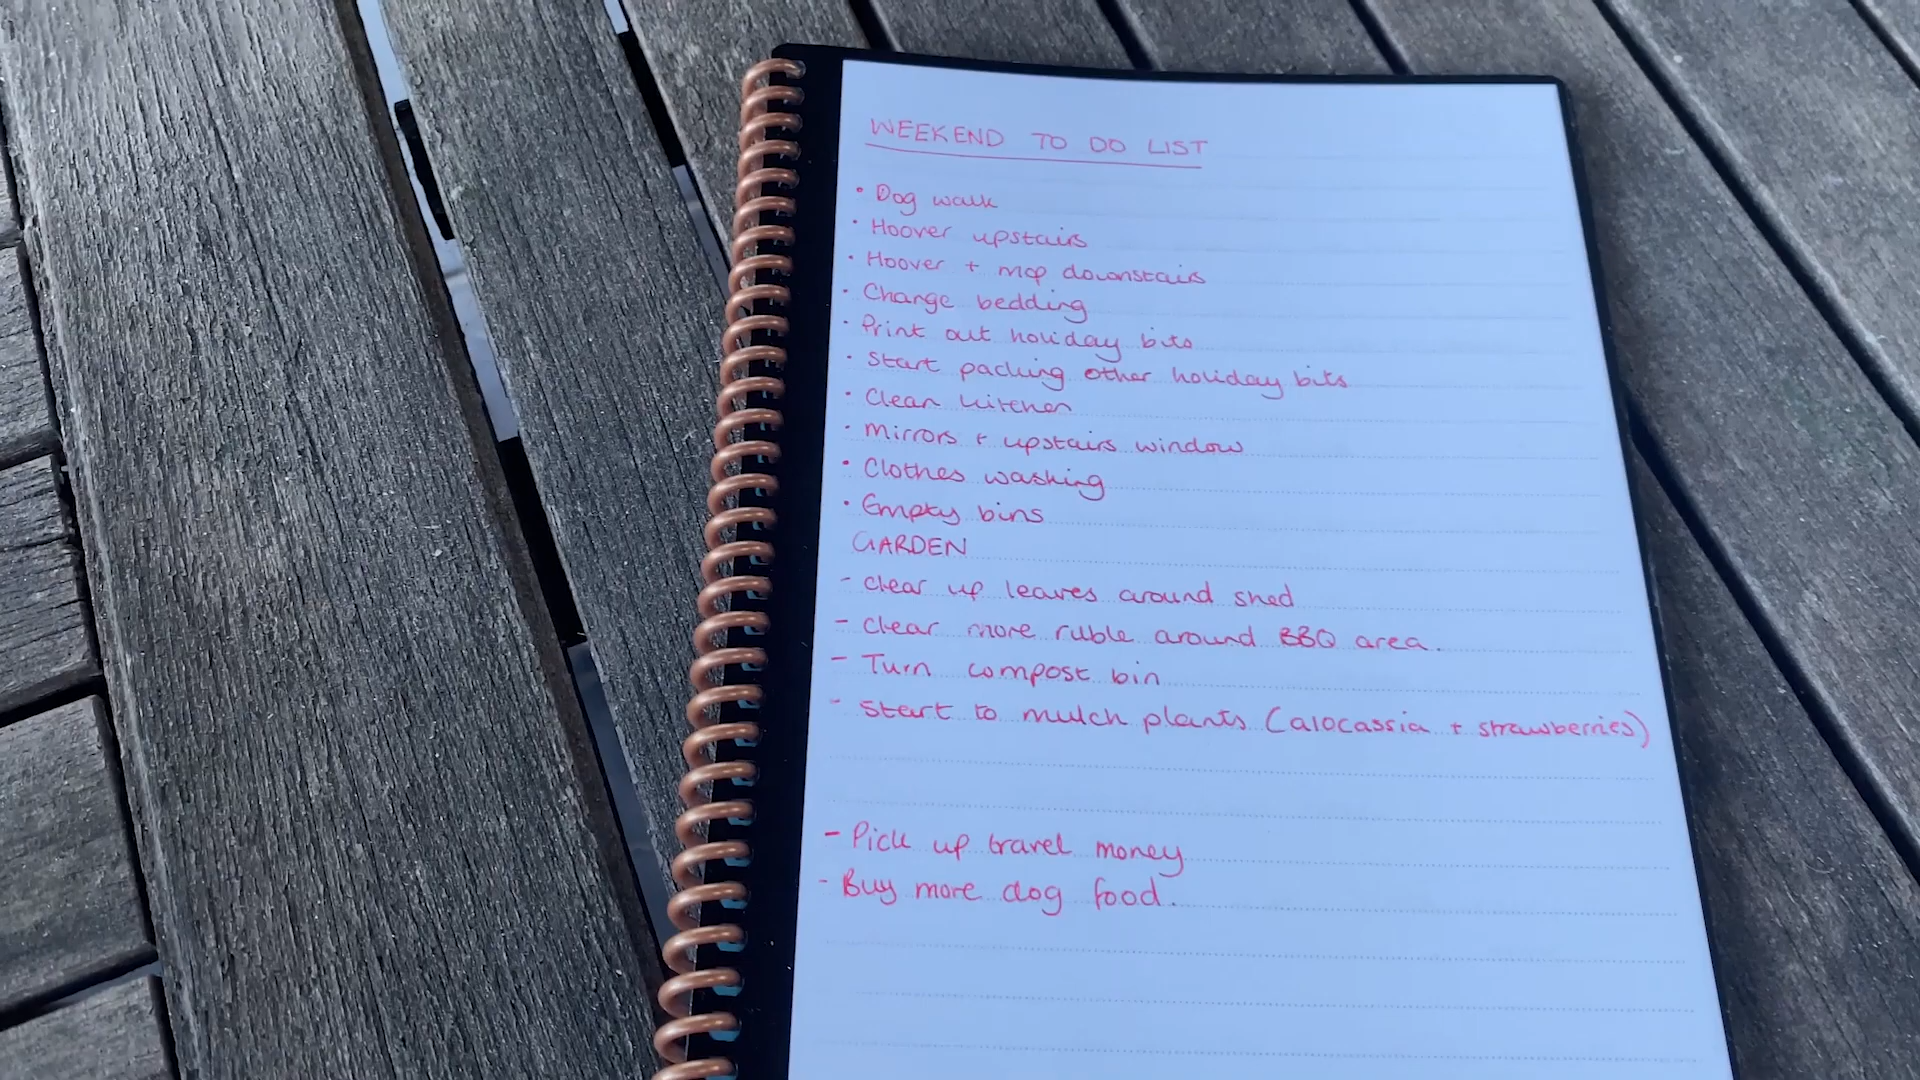 WEEKEND TO DO LIST
• Dog walk
• Hoover upstairs
• Hoover + mop downstairs
• Change bedding
• Print out holiday bits
• Start packing other holiday bits
• Clean kitchen
• Mirrors + upstairs window
• Clothes washing
• Empty bins
GARDEN
- Clear up leaves around shed
- Clear more ruble around BBQ area.
- Turn compost bin
- Start to mulch plants (alocassia + strawberries)
- Pick up travel money
- Buy more dog food.